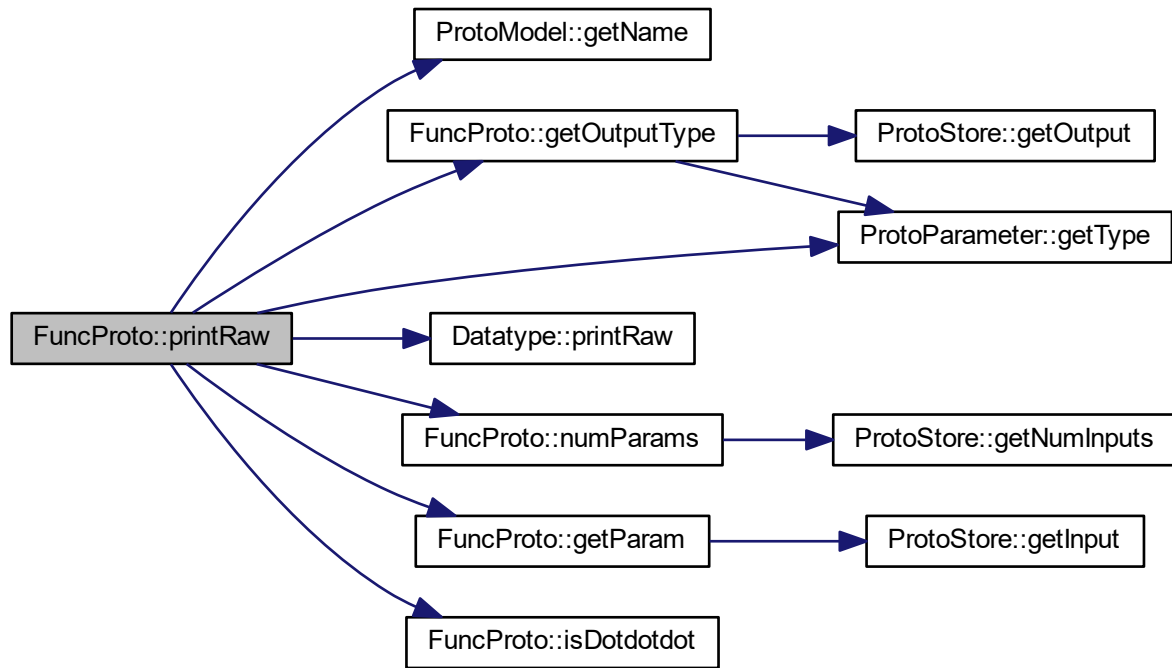 ProtoModel::getName
FuncProto::getOutputType
ProtoStore::getOutput
ProtoParameter::getType
FuncProto::printRaw
Datatype::printRaw
FuncProto::numParams
ProtoStore::getNumInputs
FuncProto::getParam
ProtoStore::getInput
FuncProto::isDotdotdot